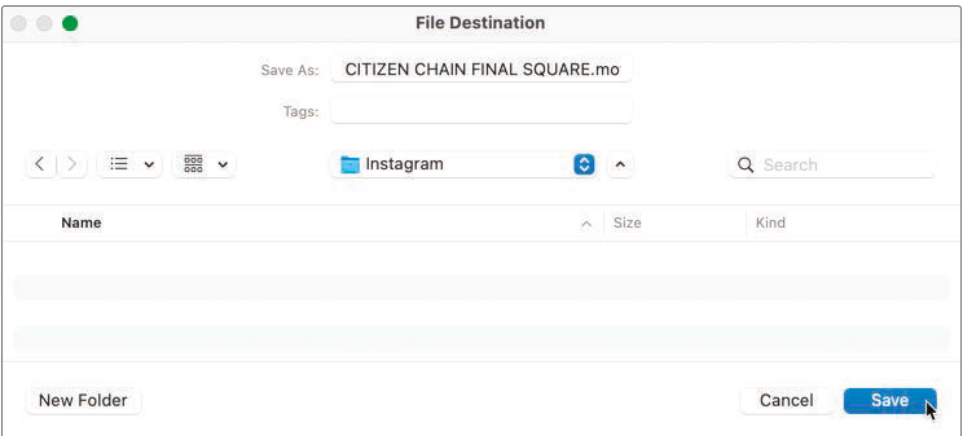 File Destination
Save As: CITIZEN CHAIN FINAL SQUARE.mo
Tags:
Instagram Search
Name Size Kind
New Folder Cancel Save